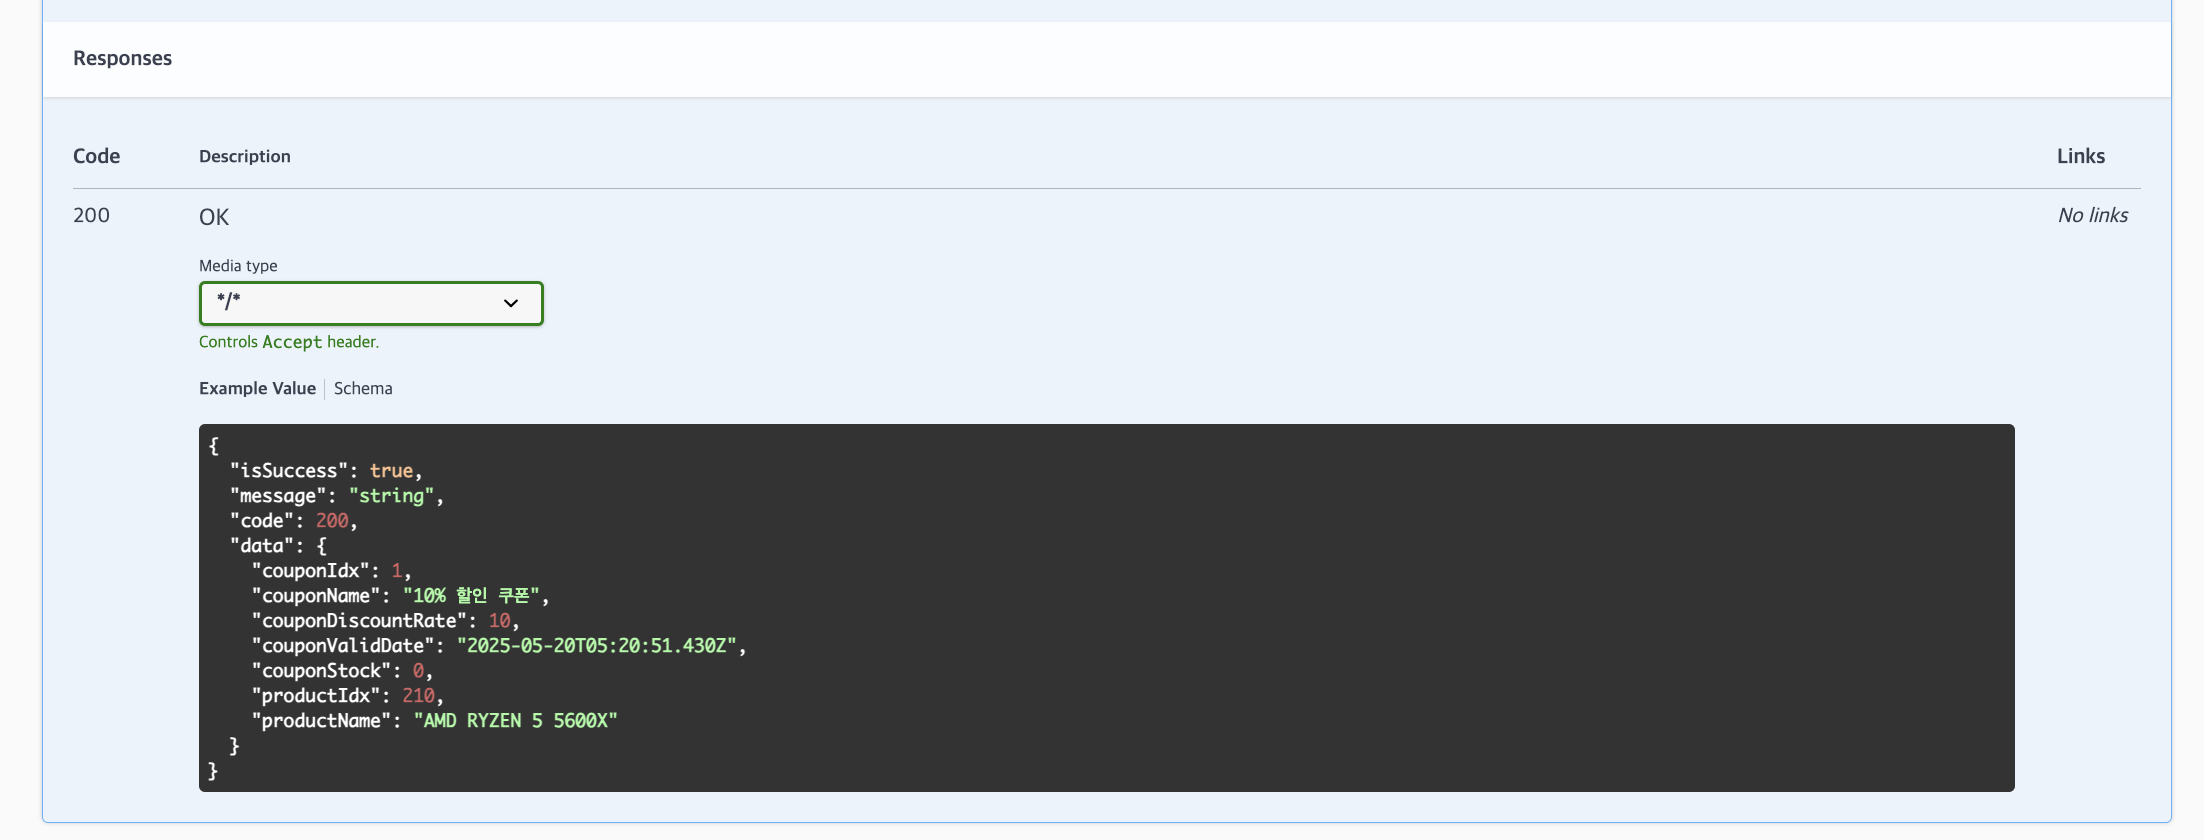 Responses
Code Description Links
200 OK No links
Media type
*/*
Controls Accept header.
Example Value Schema
{
  "isSuccess": true,
  "message": "string",
  "code": 200,
  "data": {
    "couponIdx": 1,
    "couponName": "10% 할인 쿠폰",
    "couponDiscountRate": 10,
    "couponValidDate": "2025-05-20T05:20:51.430Z",
    "couponStock": 0,
    "productIdx": 210,
    "productName": "AMD RYZEN 5 5600X"
  }
}